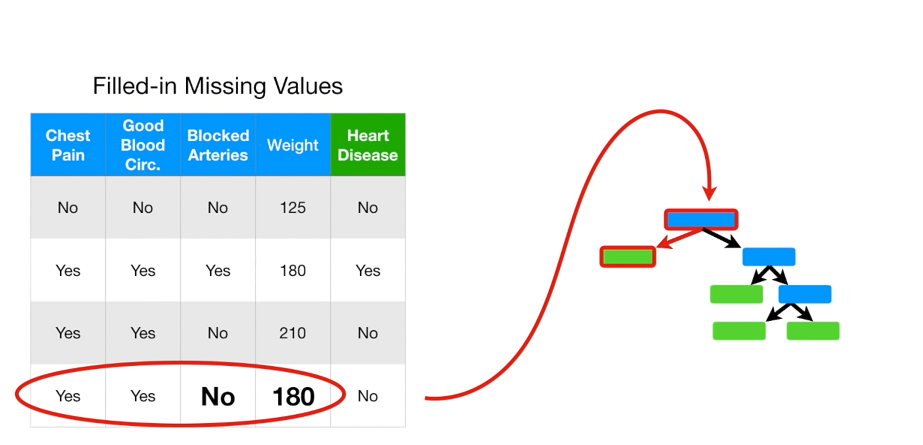 Filled-in Missing Values
Chest Pain Good Blood Circ. Blocked Arteries Weight Heart Disease
No No No 125 No
Yes Yes Yes 180 Yes
Yes Yes No 210 No
Yes Yes No 180 No